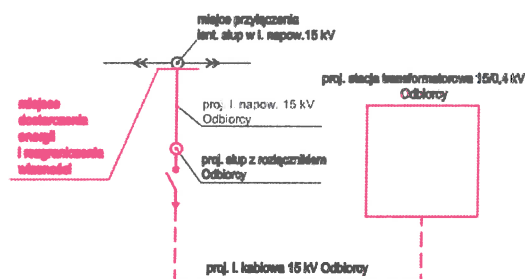 miejsce przyłączenia
istn. słup w l. napow. 15 kV
proj. stacja transformatorowa 15/0,4 kV
Odbiorcy
miejsce
dostarczenia
energii
i rozgraniczenia
własności
proj. l. napow. 15 kV
Odbiorcy
proj. słup z rozłącznikiem
Odbiorcy
proj. l. kablowa 15 kV Odbiorcy